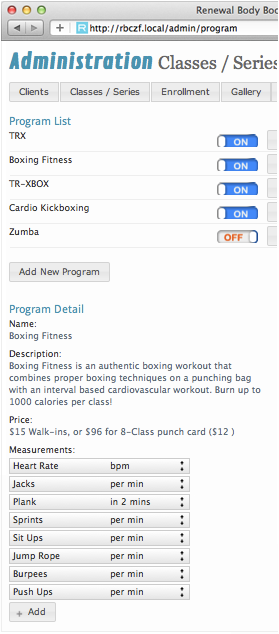 Renewal Body Boo
http://rbczf.local/admin/program
Administration Classes / Series
Clients Classes / Series Enrollment Gallery
Program List
TRX ON
Boxing Fitness ON
TR-XBOX ON
Cardio Kickboxing ON
Zumba OFF
Add New Program
Program Detail
Name:
Boxing Fitness
Description:
Boxing Fitness is an authentic boxing workout that
combines proper boxing techniques on a punching bag
with an interval based cardiovascular workout. Burn up to
1000 calories per class!
Price:
$15 Walk-ins, or $96 for 8-Class punch card ($12 )
Measurements:
Heart Rate bpm
Jacks per min
Plank in 2 mins
Sprints per min
Sit Ups per min
Jump Rope per min
Burpees per min
Push Ups per min
+ Add